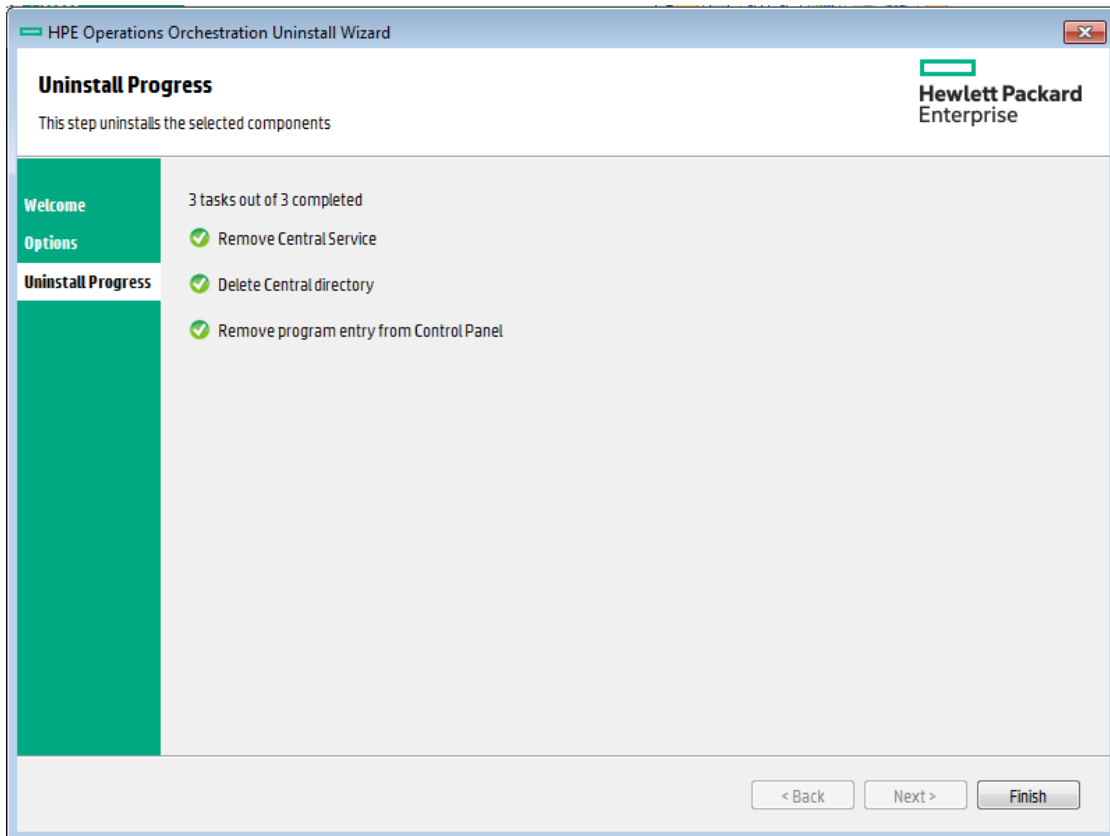 HPE Operations Orchestration Uninstall Wizard
Uninstall Progress
This step uninstalls the selected components
Hewlett Packard
Enterprise
Welcome
Options
Uninstall Progress
3 tasks out of 3 completed
Remove Central Service
Delete Central directory
Remove program entry from Control Panel
< Back
Next >
Finish